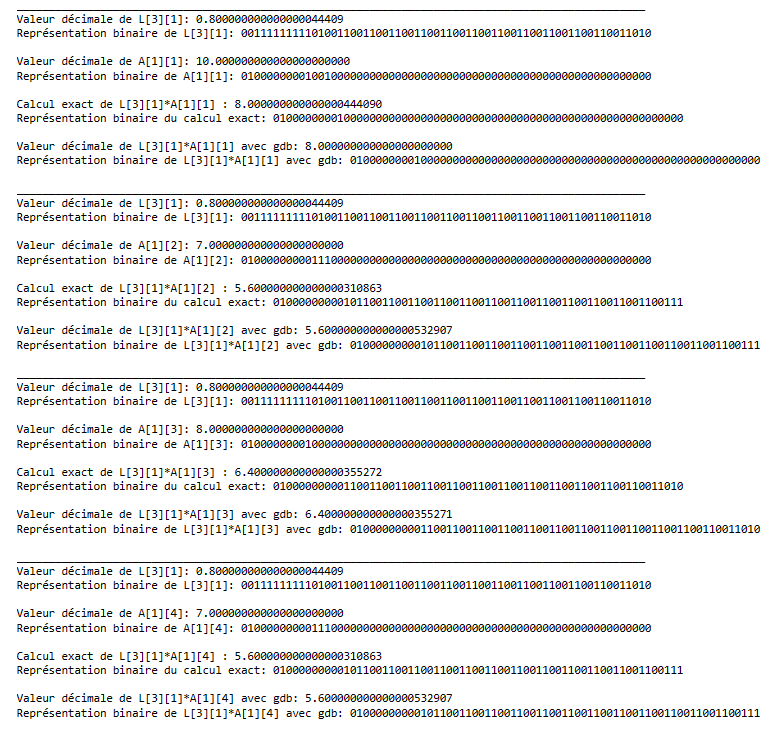 Valeur décimale de L[3][1]: 0.800000000000000044409
Représentation binaire de L[3][1]: 0011111111101001100110011001100110011001100110011001100110011010
Valeur décimale de A[1][1]: 10.000000000000000000000
Représentation binaire de A[1][1]: 0100000000100100000000000000000000000000000000000000000000000000
Calcul exact de L[3][1]*A[1][1] : 8.000000000000000444090
Représentation binaire du calcul exact: 0100000000100000000000000000000000000000000000000000000000000000
Valeur décimale de L[3][1]*A[1][1] avec gdb: 8.000000000000000000000
Représentation binaire de L[3][1]*A[1][1] avec gdb: 0100000000100000000000000000000000000000000000000000000000000000
Valeur décimale de L[3][1]: 0.800000000000000044409
Représentation binaire de L[3][1]: 0011111111101001100110011001100110011001100110011001100110011010
Valeur décimale de A[1][2]: 7.000000000000000000000
Représentation binaire de A[1][2]: 0100000000011100000000000000000000000000000000000000000000000000
Calcul exact de L[3][1]*A[1][2] : 5.600000000000000310863
Représentation binaire du calcul exact: 0100000000010110011001100110011001100110011001100110011001100111
Valeur décimale de L[3][1]*A[1][2] avec gdb: 5.600000000000000532907
Représentation binaire de L[3][1]*A[1][2] avec gdb: 0100000000010110011001100110011001100110011001100110011001100111
Valeur décimale de L[3][1]: 0.800000000000000044409
Représentation binaire de L[3][1]: 0011111111101001100110011001100110011001100110011001100110011010
Valeur décimale de A[1][3]: 8.000000000000000000000
Représentation binaire de A[1][3]: 0100000000100000000000000000000000000000000000000000000000000000
Calcul exact de L[3][1]*A[1][3] : 6.400000000000000355272
Représentation binaire du calcul exact: 0100000000011001100110011001100110011001100110011001100110011010
Valeur décimale de L[3][1]*A[1][3] avec gdb: 6.400000000000000355271
Représentation binaire de L[3][1]*A[1][3] avec gdb: 0100000000011001100110011001100110011001100110011001100110011010
Valeur décimale de L[3][1]: 0.800000000000000044409
Représentation binaire de L[3][1]: 0011111111101001100110011001100110011001100110011001100110011010
Valeur décimale de A[1][4]: 7.000000000000000000000
Représentation binaire de A[1][4]: 0100000000011100000000000000000000000000000000000000000000000000
Calcul exact de L[3][1]*A[1][4] : 5.600000000000000310863
Représentation binaire du calcul exact: 0100000000010110011001100110011001100110011001100110011001100111
Valeur décimale de L[3][1]*A[1][4] avec gdb: 5.600000000000000532907
Représentation binaire de L[3][1]*A[1][4] avec gdb: 0100000000010110011001100110011001100110011001100110011001100111